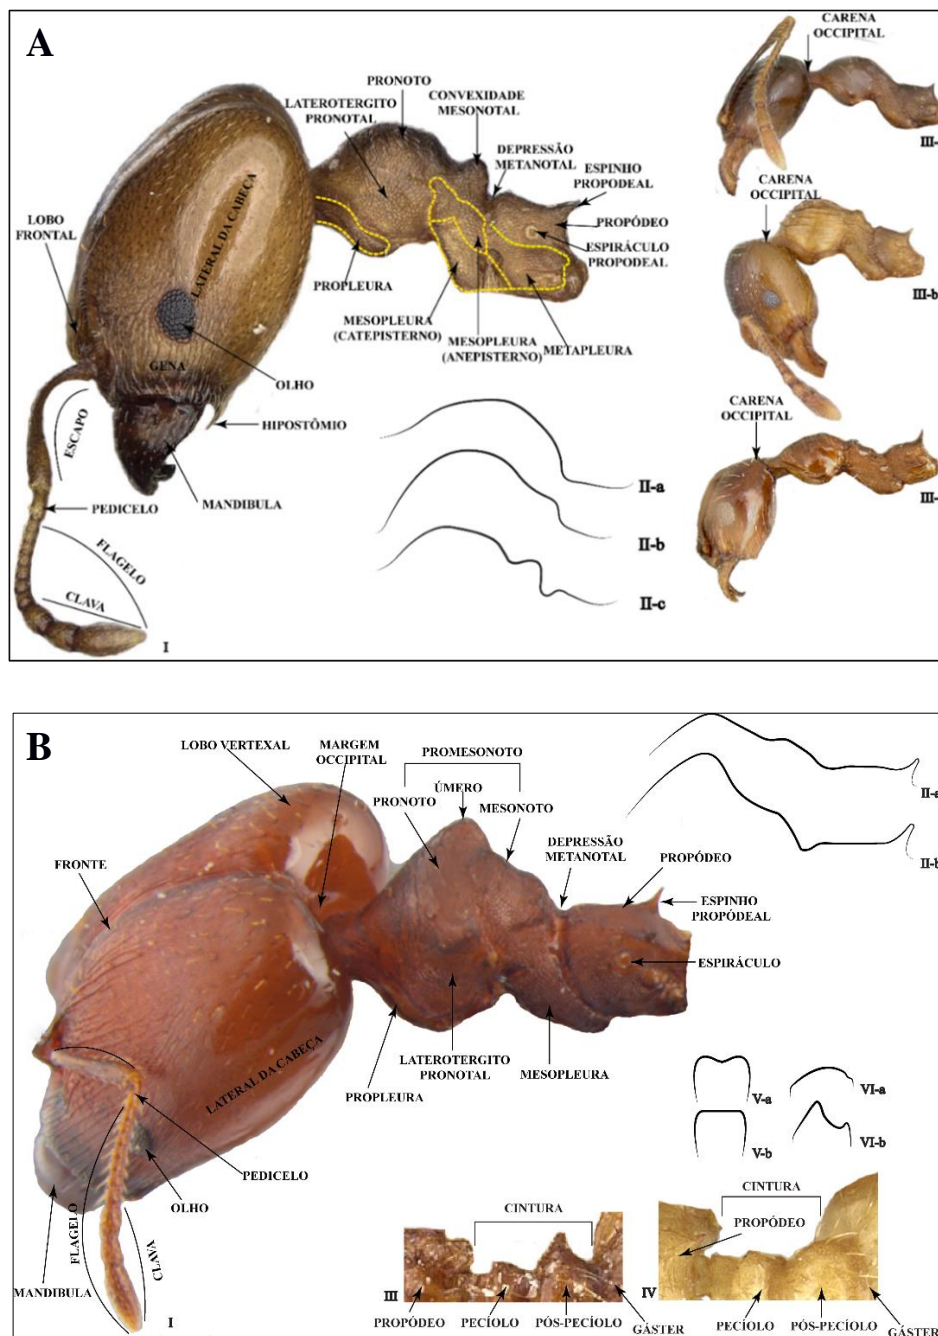 A
PRONOTO
LATEROTERGITO
PRONOTAL
CONVEXIDADE
MESONOTAL
DEPRESSÃO
METANOTAL
ESPINHO
PROPODEAL
PROPÓDEO
ESPIRÁCULO
PROPODEAL
LOBO
FRONTAL
LATERAL DA CABEÇA
PROPLEURA
MESOPLEURA
(CATEPISTERNO)
MESOPLEURA
(ANEPISTERNO)
METAPLEURA
GENA
OLHO
HIPOSTÔMIO
ESCAPO
MANDIBULA
PEDICELO
FLAGELO
CLAVA
I
II-a
II-b
II-c
CARENA
OCCIPITAL
CARENA
OCCIPITAL
III-b
CARENA
OCCIPITAL
B
LOBO VERTEXAL
MARGEM
OCCIPITAL
PROMESONOTO
PRONOTO
ÚMERO
MESONOTO
DEPRESSÃO
METANOTAL
PROPÓDEO
ESPINHO
PROPÓDEAL
ESPIRÁCULO
FRONTE
LATERAL DA CABEÇA
PROPLEURA
LATEROTERGITO
PRONOTAL
MESOPLEURA
PEDICELO
OLHO
FLAGELO
CLAVA
MANDIBULA
I
II-a
II-b
V-a
VI-a
V-b
VI-b
CINTURA
III
PROPÓDEO
PECÍOLO
PÓS-PECÍOLO
GÁSTER
CINTURA
PROPÓDEO
IV
PECÍOLO
PÓS-PECÍOLO
GÁSTER